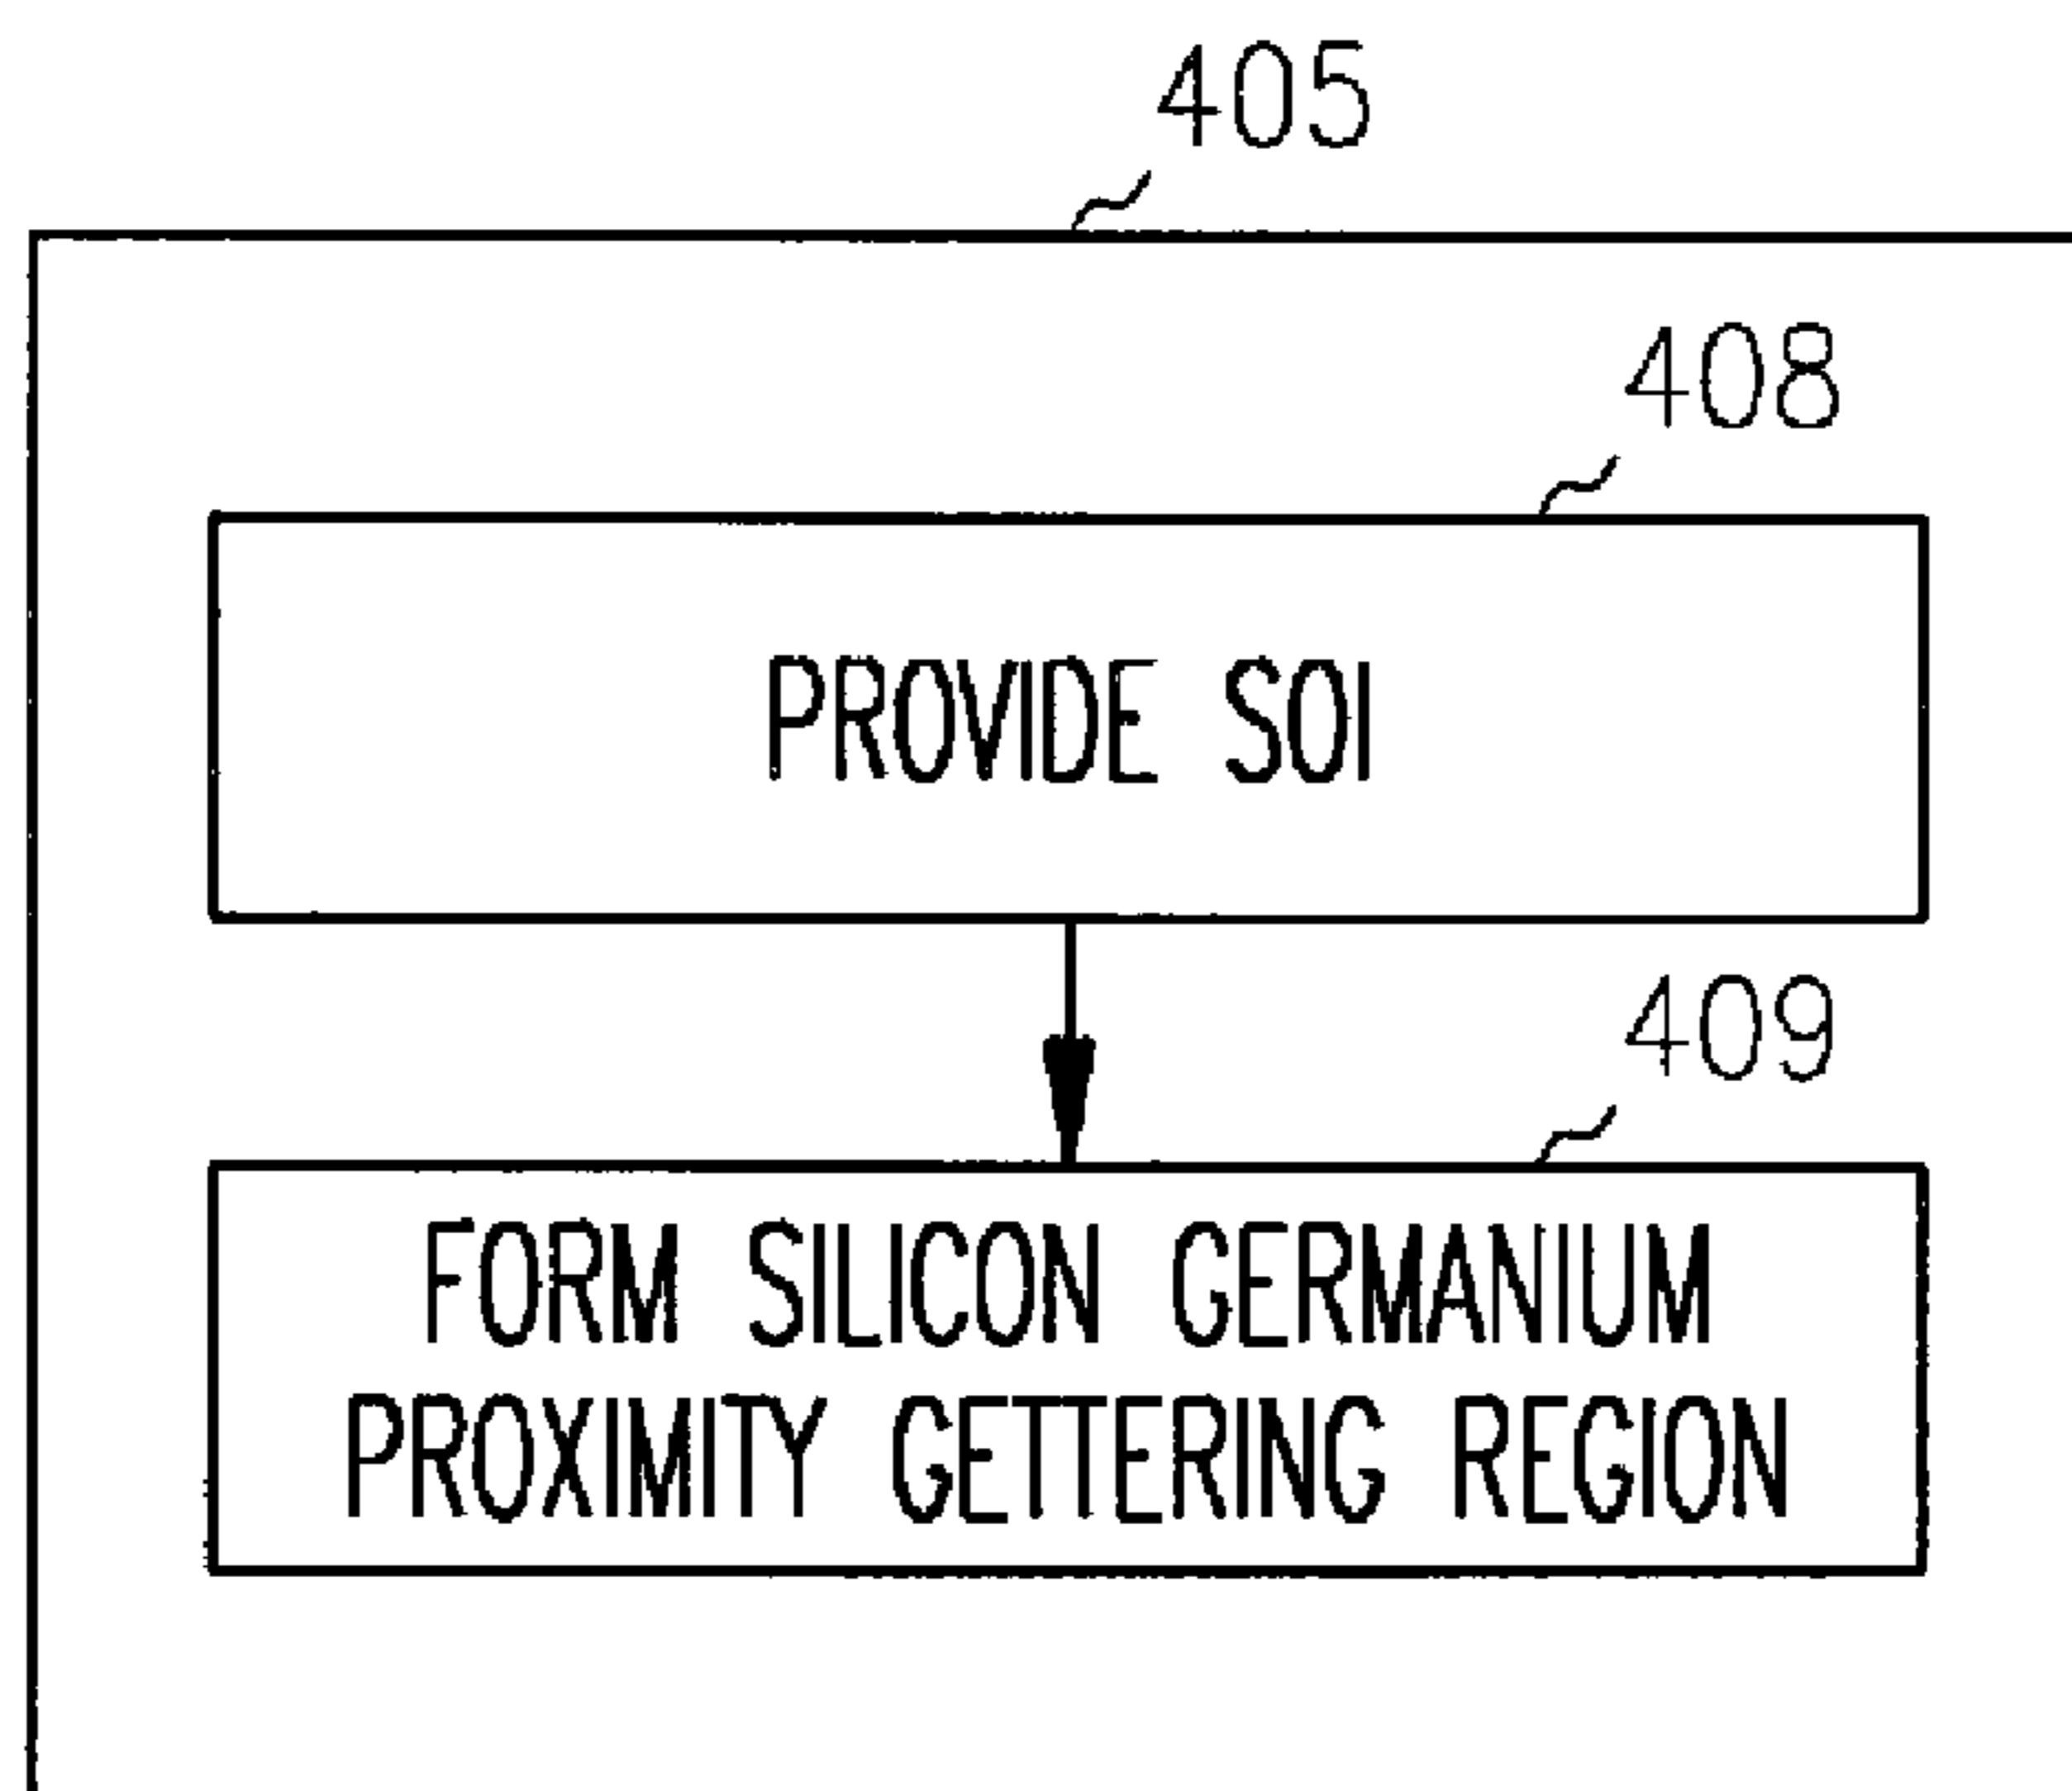 405
408
PROVIDE SOI
409
FORM SILICON GERMANIUM
PROXIMITY GETTERING REGION